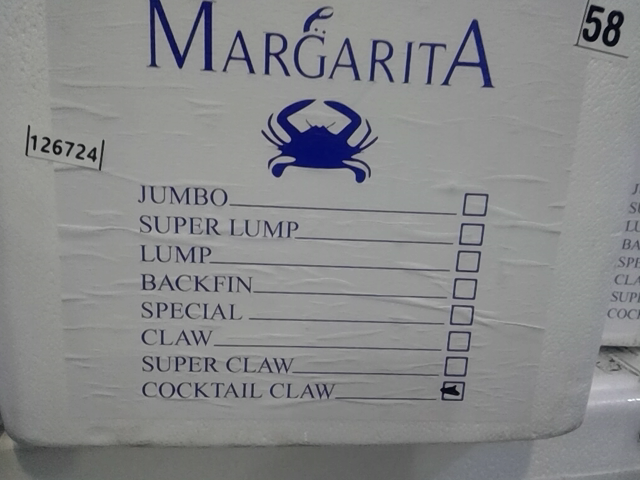 MARGARITA
58
126724
JUMBO
SUPER LUMP
LUMP
BACKFIN
SPECIAL
CLAW
SUPER CLAW
COCKTAIL CLAW